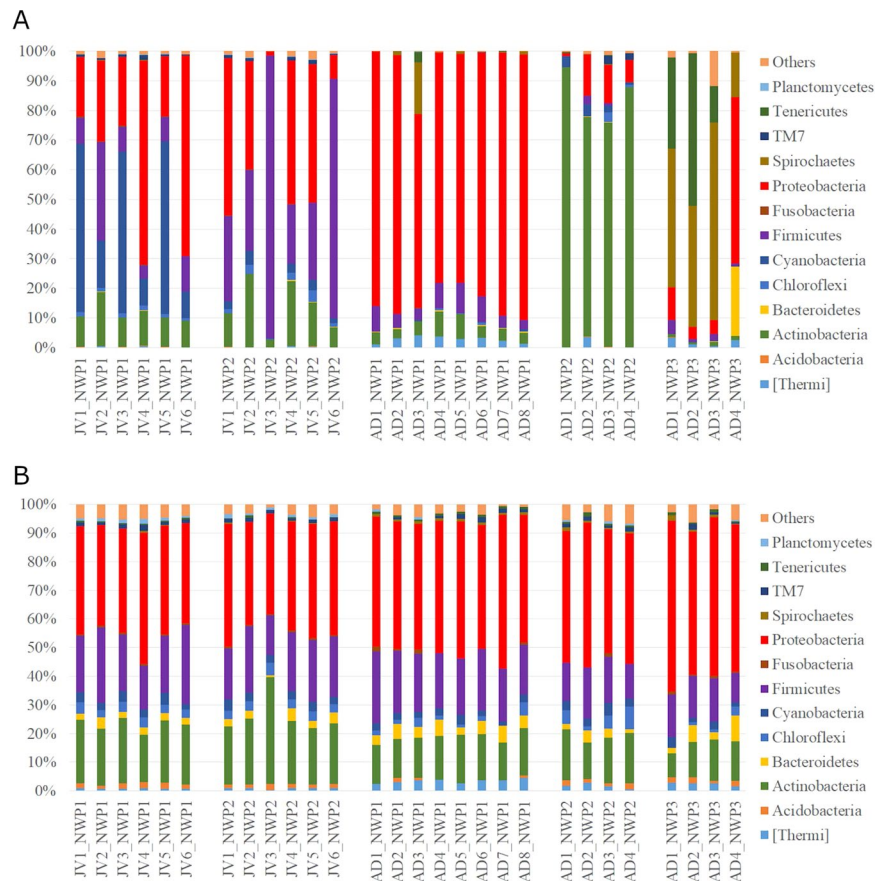 A
100%
90%
80%
70%
60%
50%
40%
30%
20%
10%
0%
JV1_NWP1
JV2_NWP1
JV3_NWP1
JV4_NWP1
JV5_NWP1
JV6_NWP1
JV1_NWP2
JV2_NWP2
JV3_NWP2
JV4_NWP2
JV5_NWP2
JV6_NWP2
AD1_NWP1
AD2_NWP1
AD3_NWP1
AD4_NWP1
AD5_NWP1
AD6_NWP1
AD7_NWP1
AD8_NWP1
AD1_NWP2
AD2_NWP2
AD3_NWP2
AD4_NWP2
AD1_NWP3
AD2_NWP3
AD3_NWP3
AD4_NWP3
Others
Planctomycetes
Tenericutes
TM7
Spirochaetes
Proteobacteria
Fusobacteria
Firmicutes
Cyanobacteria
Chloroflexi
Bacteroidetes
Actinobacteria
Acidobacteria
[Thermi]
B
100%
90%
80%
70%
60%
50%
40%
30%
20%
10%
0%
JV1_NWP1
JV2_NWP1
JV3_NWP1
JV4_NWP1
JV5_NWP1
JV6_NWP1
JV1_NWP2
JV2_NWP2
JV3_NWP2
JV4_NWP2
JV5_NWP2
JV6_NWP2
AD1_NWP1
AD2_NWP1
AD3_NWP1
AD4_NWP1
AD5_NWP1
AD6_NWP1
AD7_NWP1
AD8_NWP1
AD1_NWP2
AD2_NWP2
AD3_NWP2
AD4_NWP2
AD1_NWP3
AD2_NWP3
AD3_NWP3
AD4_NWP3
Others
Planctomycetes
Tenericutes
TM7
Spirochaetes
Proteobacteria
Fusobacteria
Firmicutes
Cyanobacteria
Chloroflexi
Bacteroidetes
Actinobacteria
Acidobacteria
[Thermi]